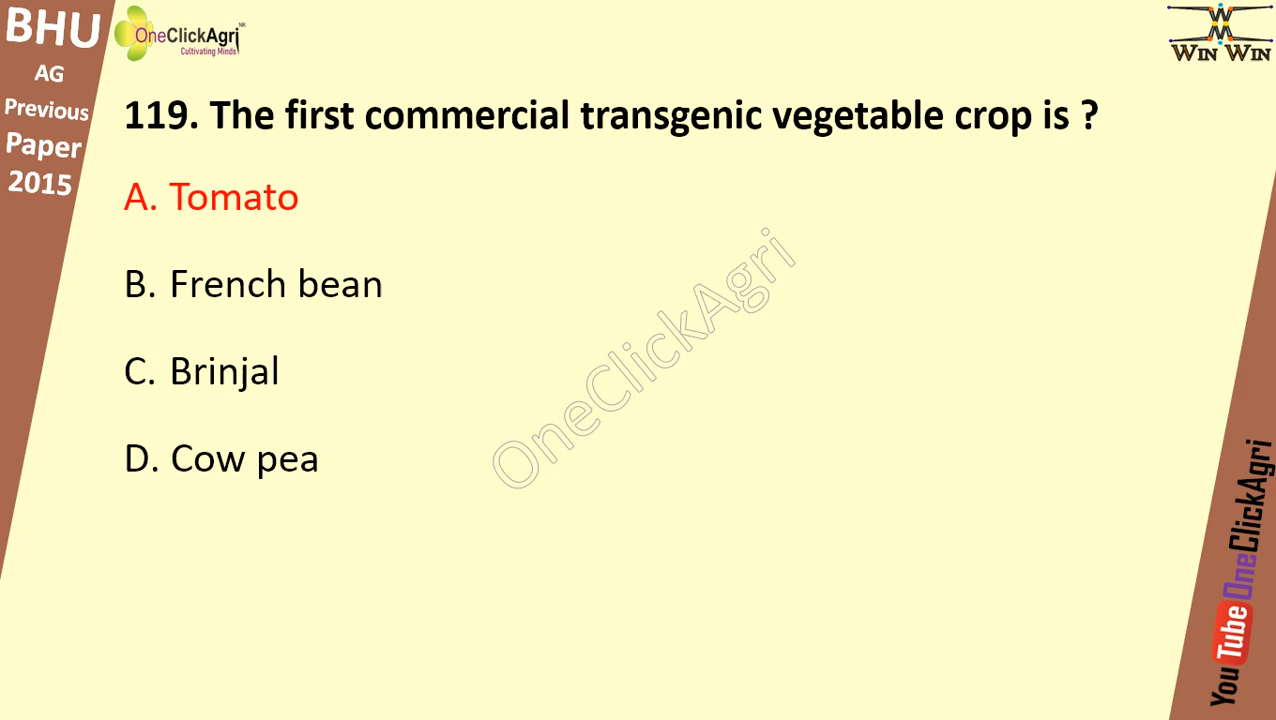 BHU
AG
Previous
Paper
2015
OneClickAgri NK
Cultivating Minds
WIN WIN
119. The first commercial transgenic vegetable crop is ?
A. Tomato
B. French bean
C. Brinjal
D. Cow pea
OneClickAgri
YouTube OneClickAgri